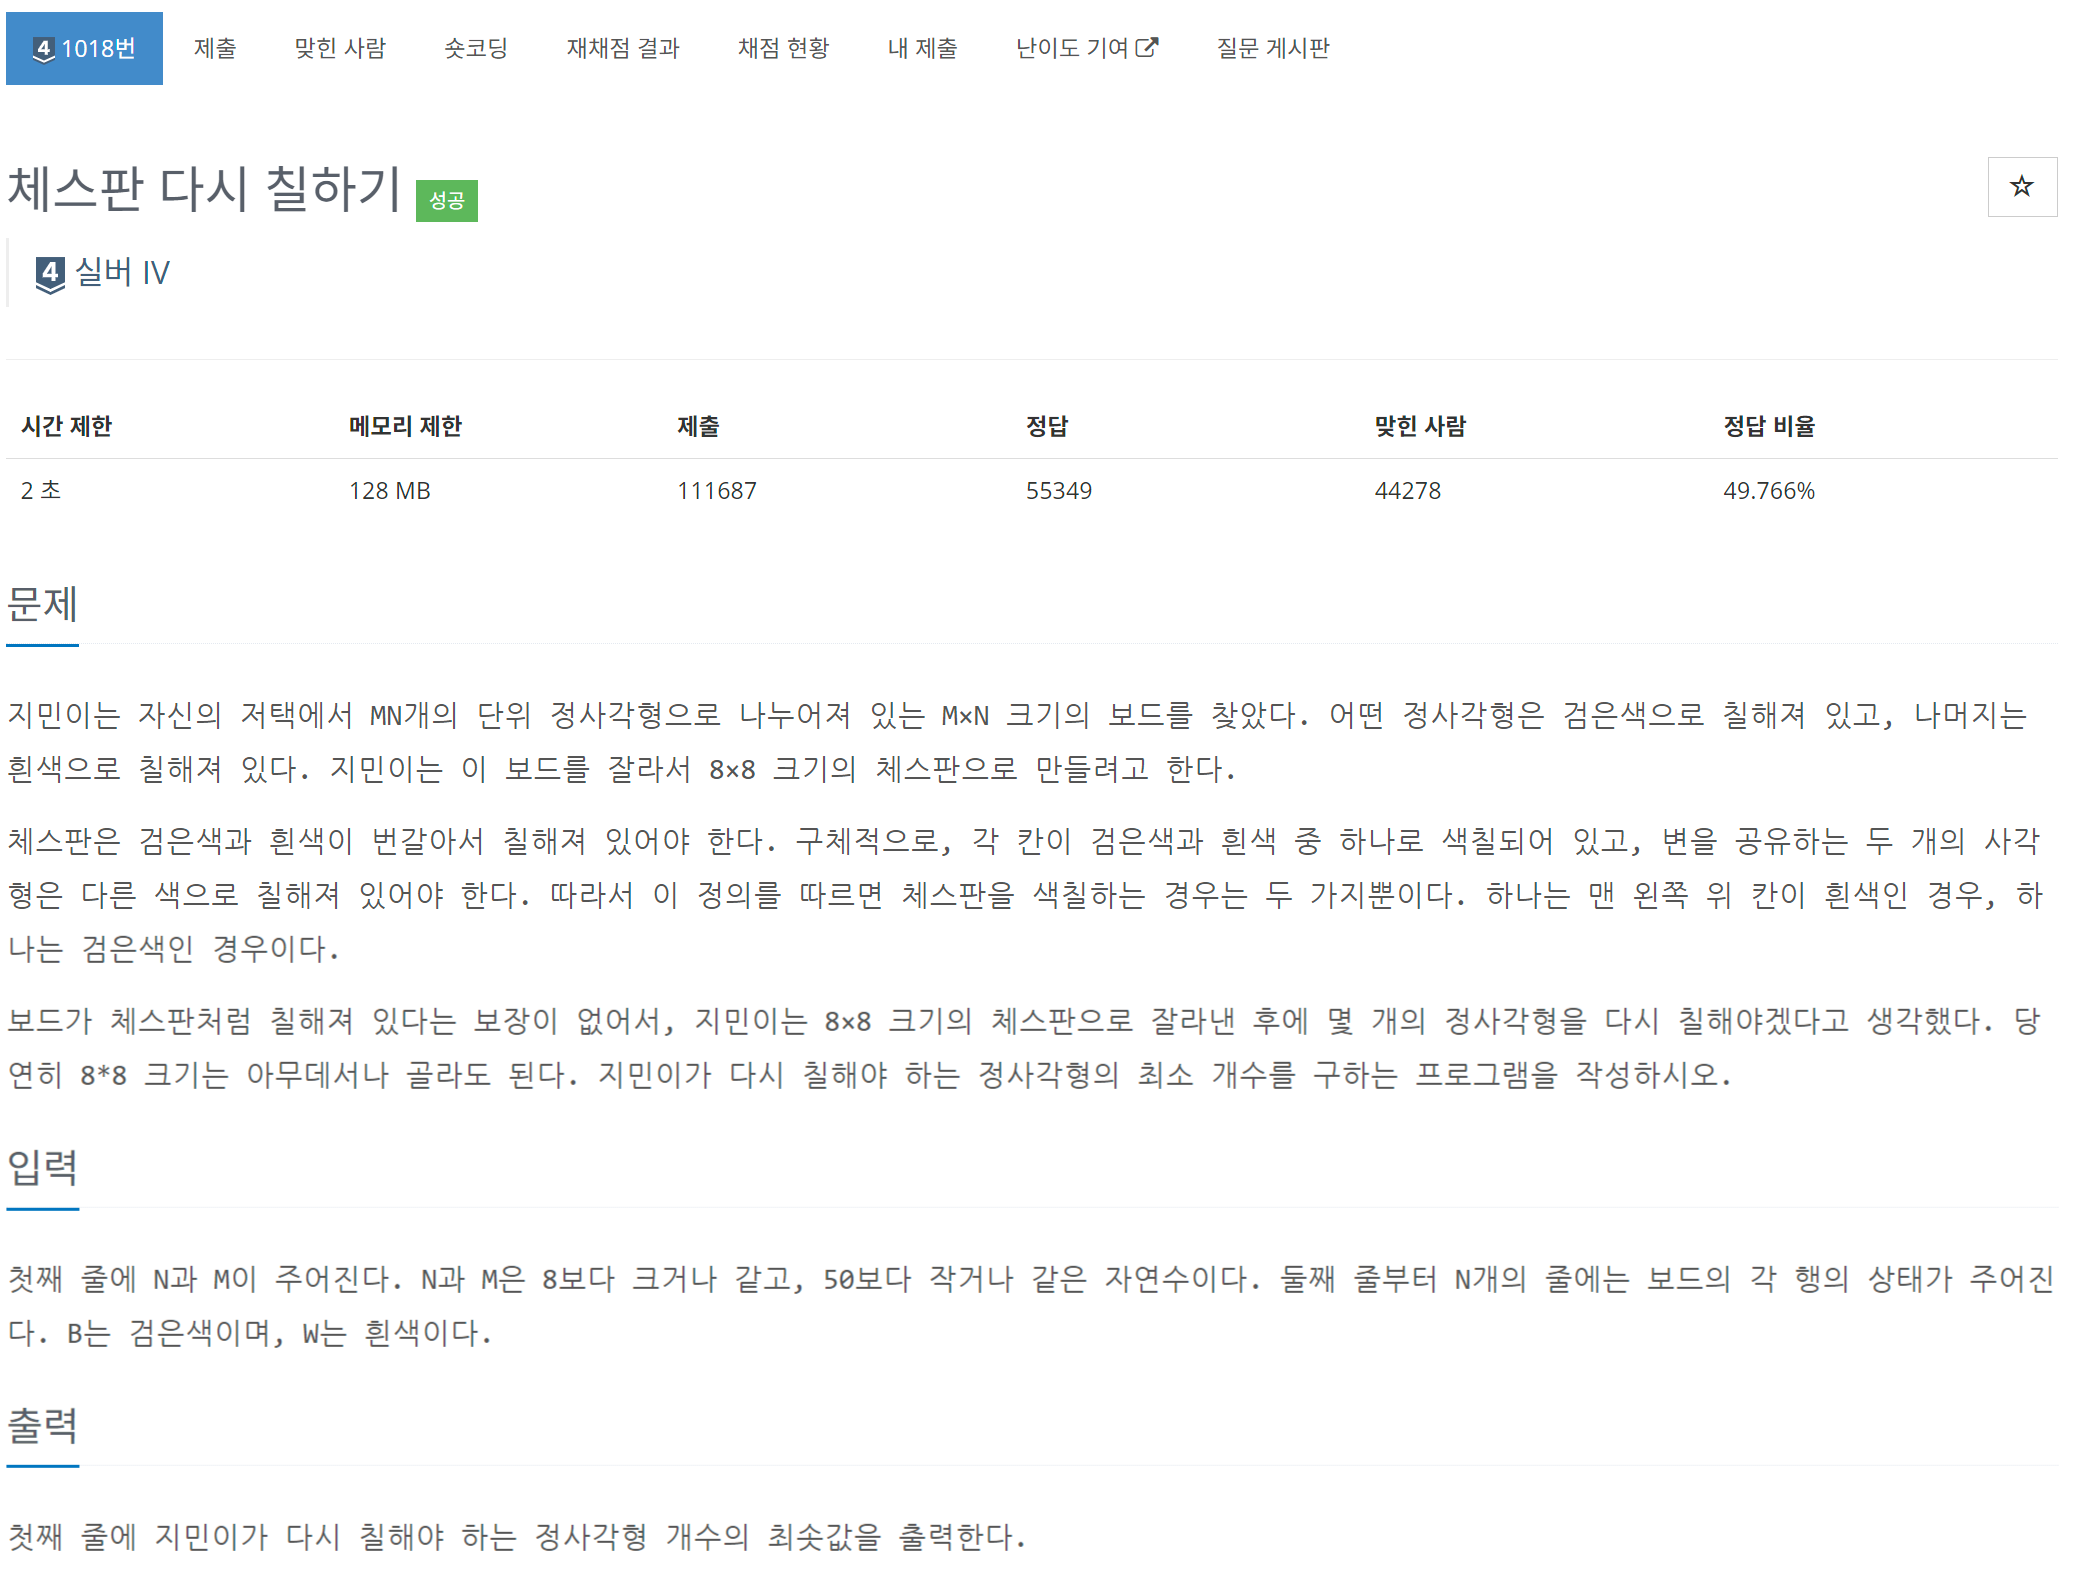 4 1018번 제출 맞힌 사람 숏코딩 재채점 결과 채점 현황 내 제출 난이도 기여 질문 게시판
체스판 다시 칠하기 성공
4 실버 IV
시간 제한 메모리 제한 제출 정답 맞힌 사람 정답 비율
2 초 128 MB 111687 55349 44278 49.766%
문제
지민이는 자신의 저택에서 MN개의 단위 정사각형으로 나누어져 있는 M×N 크기의 보드를 찾았다. 어떤 정사각형은 검은색으로 칠해져 있고, 나머지는
흰색으로 칠해져 있다. 지민이는 이 보드를 잘라서 8×8 크기의 체스판으로 만들려고 한다.
체스판은 검은색과 흰색이 번갈아서 칠해져 있어야 한다. 구체적으로, 각 칸이 검은색과 흰색 중 하나로 색칠되어 있고, 변을 공유하는 두 개의 사각
형은 다른 색으로 칠해져 있어야 한다. 따라서 이 정의를 따르면 체스판을 색칠하는 경우는 두 가지뿐이다. 하나는 맨 왼쪽 위 칸이 흰색인 경우, 하
나는 검은색인 경우이다.
보드가 체스판처럼 칠해져 있다는 보장이 없어서, 지민이는 8×8 크기의 체스판으로 잘라낸 후에 몇 개의 정사각형을 다시 칠해야겠다고 생각했다. 당
연히 8*8 크기는 아무데서나 골라도 된다. 지민이가 다시 칠해야 하는 정사각형의 최소 개수를 구하는 프로그램을 작성하시오.
입력
첫째 줄에 N과 M이 주어진다. N과 M은 8보다 크거나 같고, 50보다 작거나 같은 자연수이다. 둘째 줄부터 N개의 줄에는 보드의 각 행의 상태가 주어진
다. B는 검은색이며, W는 흰색이다.
출력
첫째 줄에 지민이가 다시 칠해야 하는 정사각형 개수의 최솟값을 출력한다.